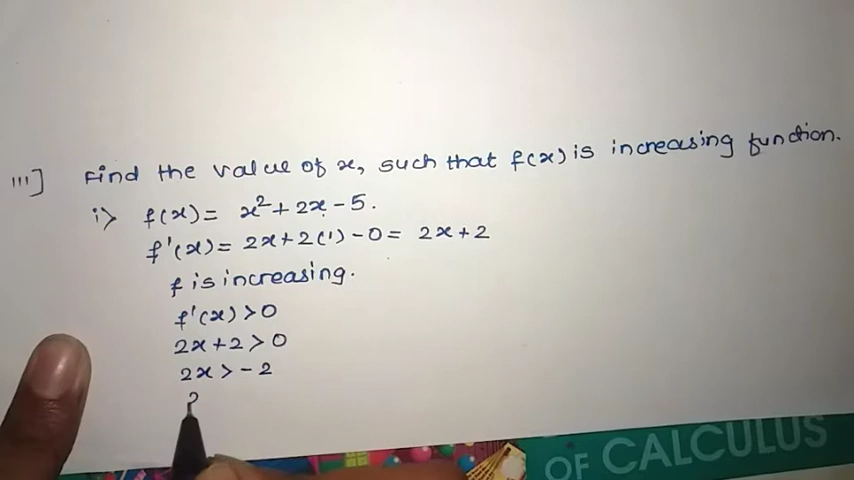 III] Find the value of x, such that f(x) is increasing function.
i> f(x) = x² + 2x - 5.
f'(x) = 2x + 2(1) - 0 = 2x + 2
f is increasing.
f'(x) > 0
2x + 2 > 0
2x > - 2
OF CALCULUS